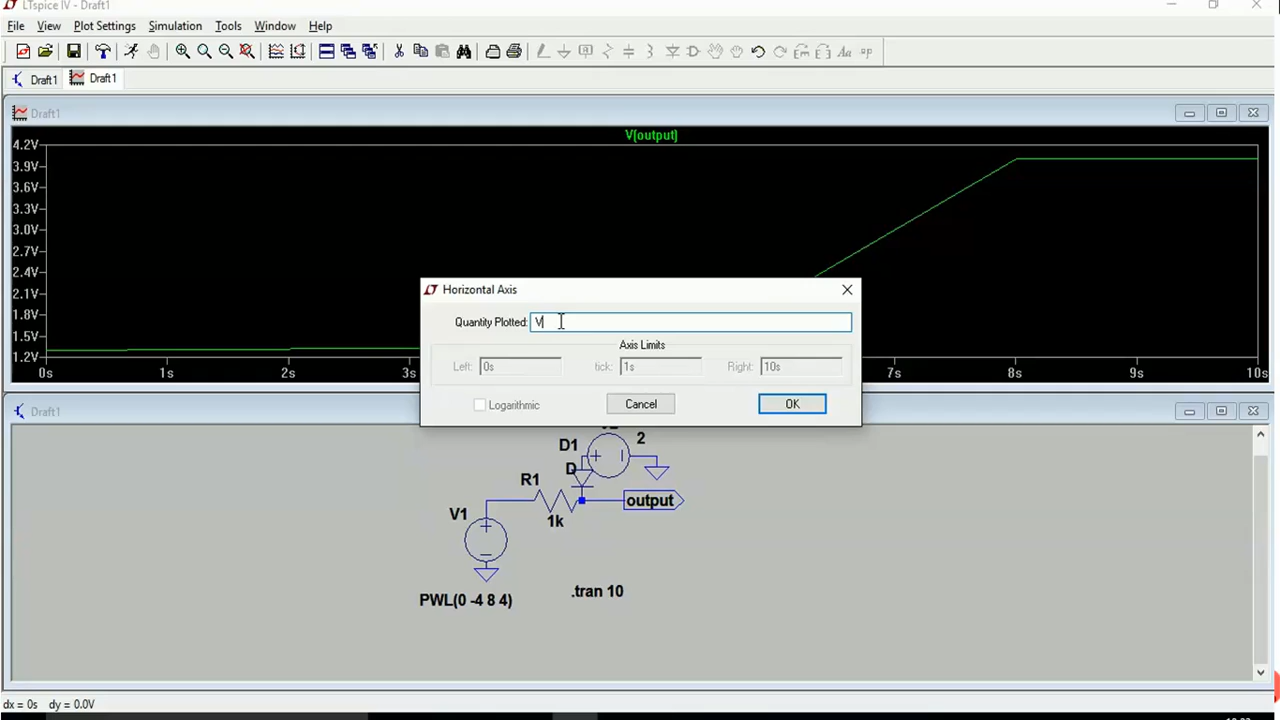 LTspice IV - Draft1
File View Plot Settings Simulation Tools Window Help
Draft1 Draft1
Draft1
V[output]
4.2V
3.9V
3.6V
3.3V
3.0V
2.7V
2.4V
2.1V
1.8V
1.5V
1.2V
0s 1s 2s 3s 7s 8s 9s 10s
Horizontal Axis
Quantity Plotted: V
Axis Limits
Left: 0s tick: 1s Right: 10s
Logarithmic Cancel OK
Draft1
D1 2
D
R1
output
V1 1k
.tran 10
PWL(0 -4 8 4)
dx = 0s dy = 0.0V